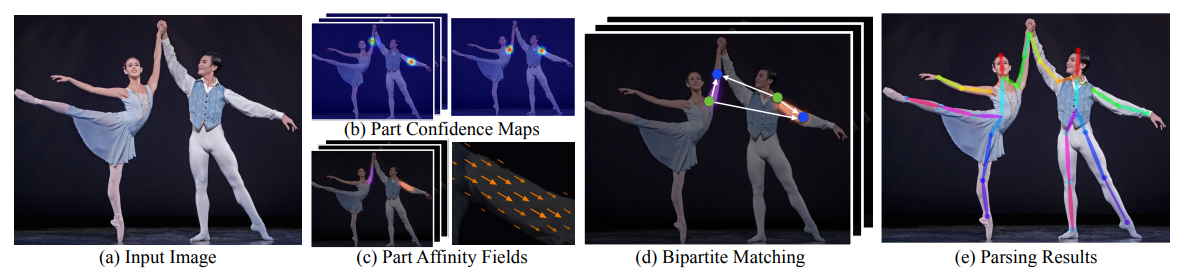 (a) Input Image
(b) Part Confidence Maps
(c) Part Affinity Fields
(d) Bipartite Matching
(e) Parsing Results